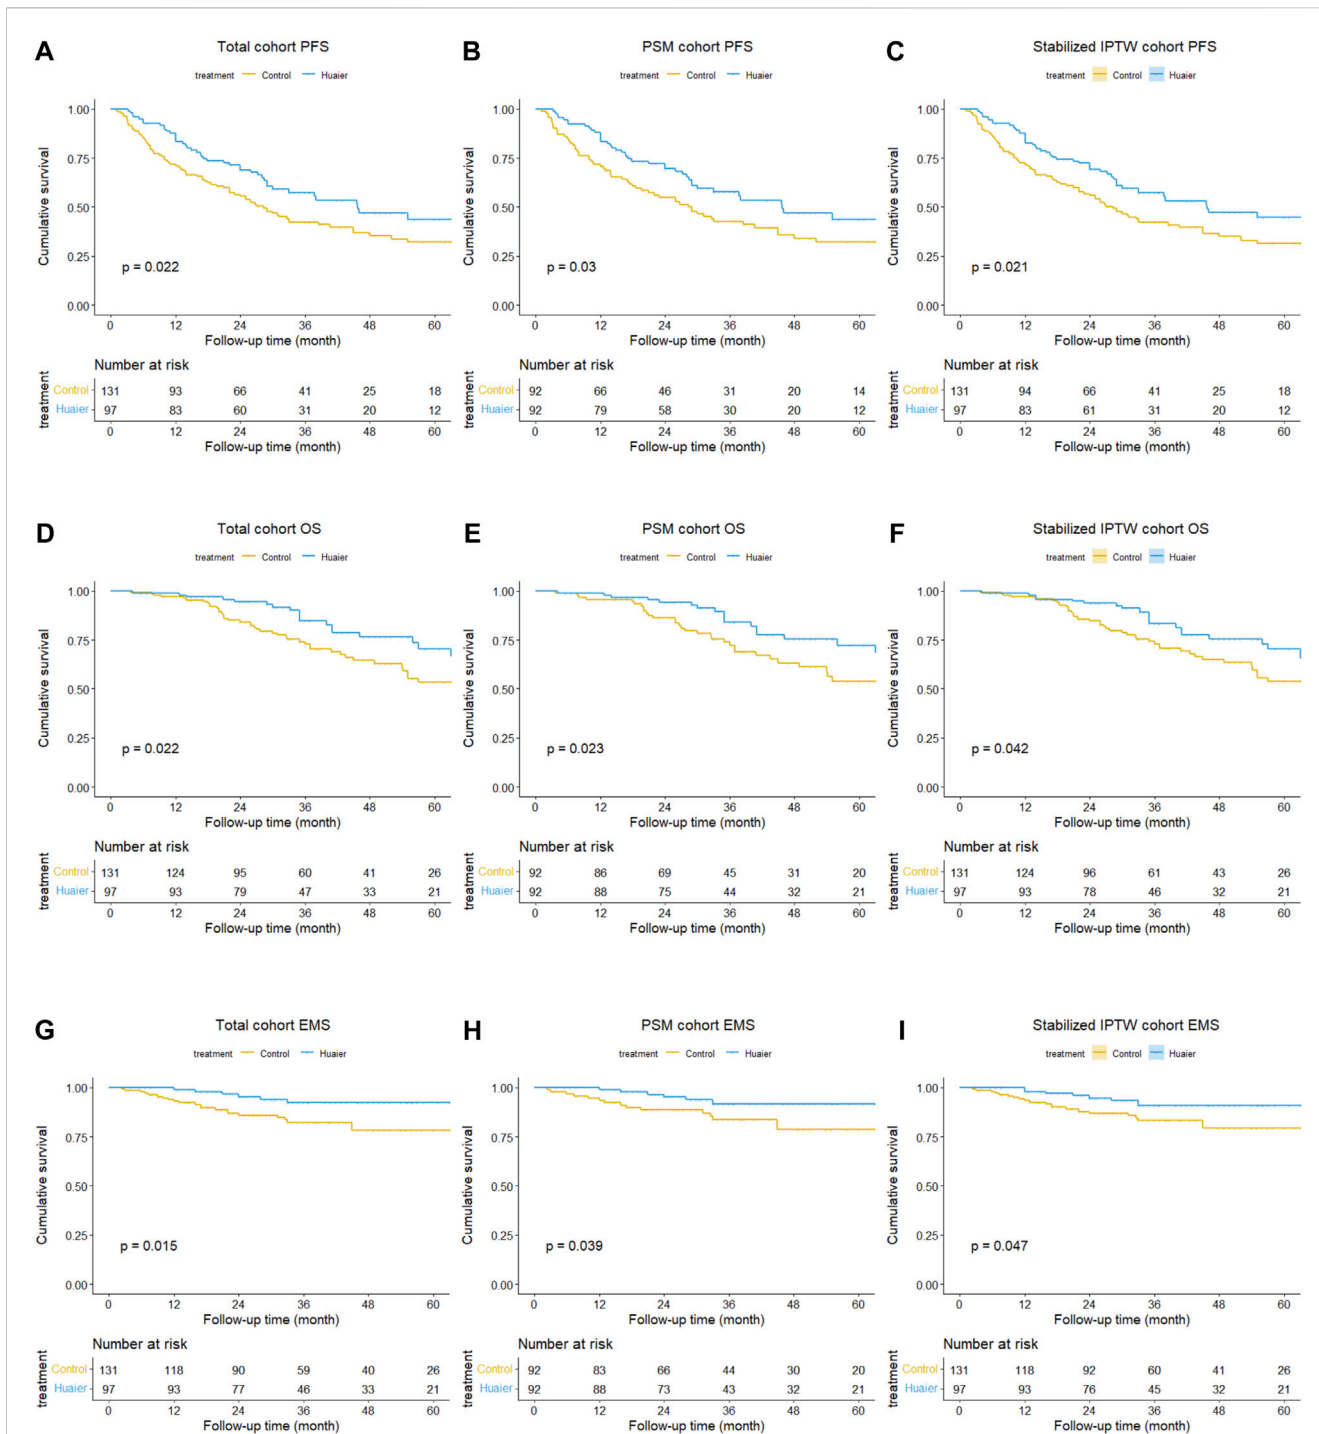 A
Total cohort PFS
treatment Control Huaier
Cumulative survival
1.00
0.75
0.50
0.25
0.00
p = 0.022
0 12 24 36 48 60
Follow-up time (month)
Number at risk
treatment
Control 131 93 66 41 25 18
Huaier 97 83 60 31 20 12
0 12 24 36 48 60
Follow-up time (month)
B
PSM cohort PFS
treatment Control Huaier
Cumulative survival
1.00
0.75
0.50
0.25
0.00
p = 0.03
0 12 24 36 48 60
Follow-up time (month)
Number at risk
treatment
Control 92 66 46 31 20 14
Huaier 92 79 58 30 20 12
0 12 24 36 48 60
Follow-up time (month)
C
Stabilized IPTW cohort PFS
treatment Control Huaier
Cumulative survival
1.00
0.75
0.50
0.25
0.00
p = 0.021
0 12 24 36 48 60
Follow-up time (month)
Number at risk
treatment
Control 131 94 66 41 25 18
Huaier 97 83 61 31 20 12
0 12 24 36 48 60
Follow-up time (month)
D
Total cohort OS
treatment Control Huaier
Cumulative survival
1.00
0.75
0.50
0.25
0.00
p = 0.022
0 12 24 36 48 60
Follow-up time (month)
Number at risk
treatment
Control 131 124 95 60 41 26
Huaier 97 93 79 47 33 21
0 12 24 36 48 60
Follow-up time (month)
E
PSM cohort OS
treatment Control Huaier
Cumulative survival
1.00
0.75
0.50
0.25
0.00
p = 0.023
0 12 24 36 48 60
Follow-up time (month)
Number at risk
treatment
Control 92 86 69 45 31 20
Huaier 92 88 75 44 32 21
0 12 24 36 48 60
Follow-up time (month)
F
Stabilized IPTW cohort OS
treatment Control Huaier
Cumulative survival
1.00
0.75
0.50
0.25
0.00
p = 0.042
0 12 24 36 48 60
Follow-up time (month)
Number at risk
treatment
Control 131 124 96 61 43 26
Huaier 97 93 78 46 32 21
0 12 24 36 48 60
Follow-up time (month)
G
Total cohort EMS
treatment Control Huaier
Cumulative survival
1.00
0.75
0.50
0.25
0.00
p = 0.015
0 12 24 36 48 60
Follow-up time (month)
Number at risk
treatment
Control 131 118 90 59 40 26
Huaier 97 93 77 46 33 21
0 12 24 36 48 60
Follow-up time (month)
H
PSM cohort EMS
treatment Control Huaier
Cumulative survival
1.00
0.75
0.50
0.25
0.00
p = 0.039
0 12 24 36 48 60
Follow-up time (month)
Number at risk
treatment
Control 92 83 66 44 30 20
Huaier 92 88 73 43 32 21
0 12 24 36 48 60
Follow-up time (month)
I
Stabilized IPTW cohort EMS
treatment Control Huaier
Cumulative survival
1.00
0.75
0.50
0.25
0.00
p = 0.047
0 12 24 36 48 60
Follow-up time (month)
Number at risk
treatment
Control 131 118 92 60 41 26
Huaier 97 93 76 45 32 21
0 12 24 36 48 60
Follow-up time (month)